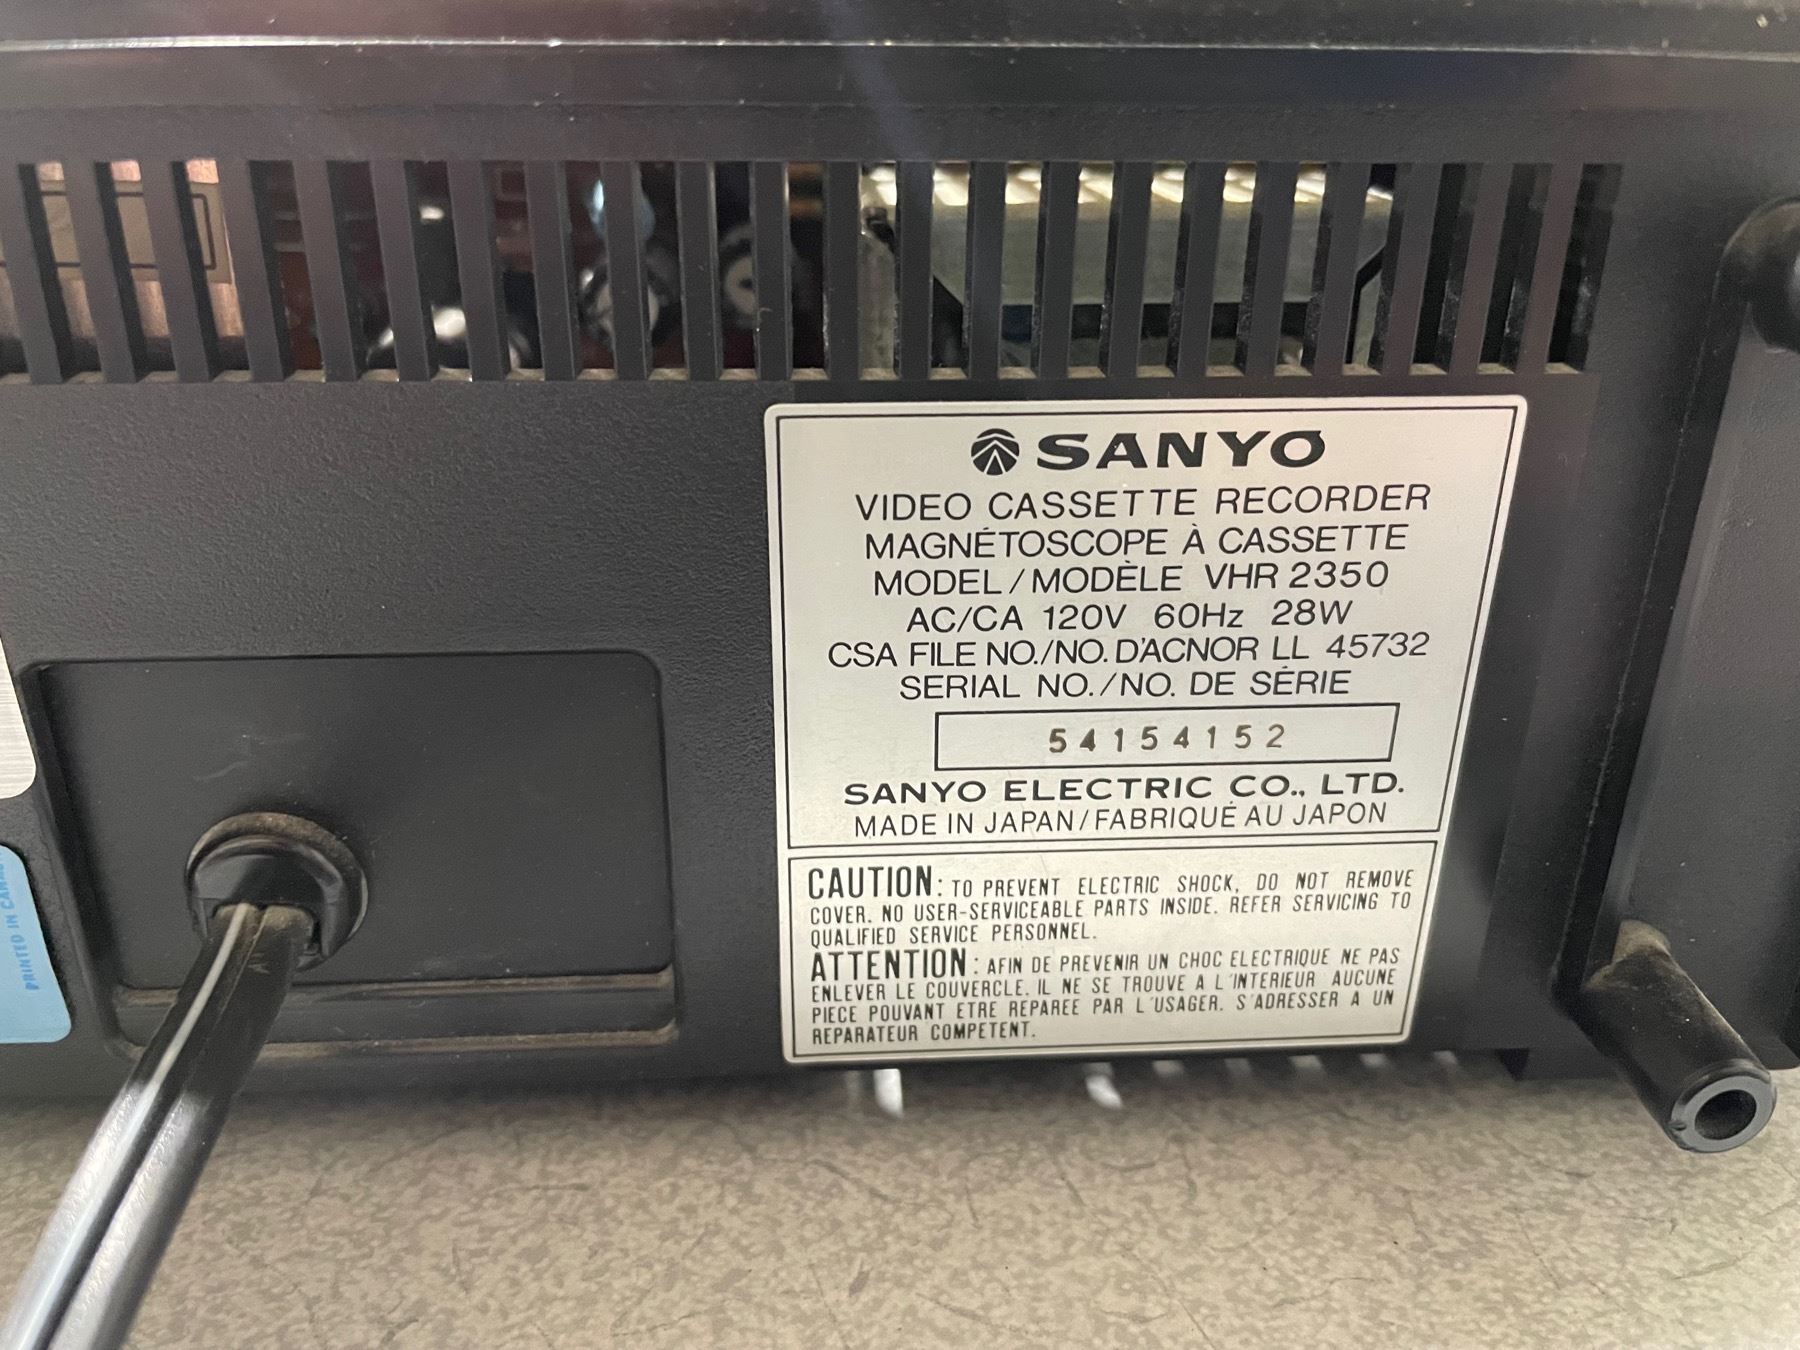 SANYO
VIDEO CASSETTE RECORDER
MAGNÉTOSCOPE À CASSETTE
MODEL/MODÈLE VHR 2350
AC/CA 120V 60Hz 28W
CSA FILE NO./NO. D'ACNOR LL 45732
SERIAL NO./NO. DE SÉRIE
54154152
SANYO ELECTRIC CO., LTD.
MADE IN JAPAN/FABRIQUÉ AU JAPON
CAUTION: TO PREVENT ELECTRIC SHOCK, DO NOT REMOVE
COVER. NO USER-SERVICEABLE PARTS INSIDE. REFER SERVICING TO
QUALIFIED SERVICE PERSONNEL.
ATTENTION: AFIN DE PREVENIR UN CHOC ELECTRIQUE NE PAS
ENLEVER LE COUVERCLE. IL NE SE TROUVE A L'INTERIEUR AUCUNE
PIECE POUVANT ETRE REPAREE PAR L'USAGER. S'ADRESSER A UN
REPARATEUR COMPETENT.
PRINTED IN